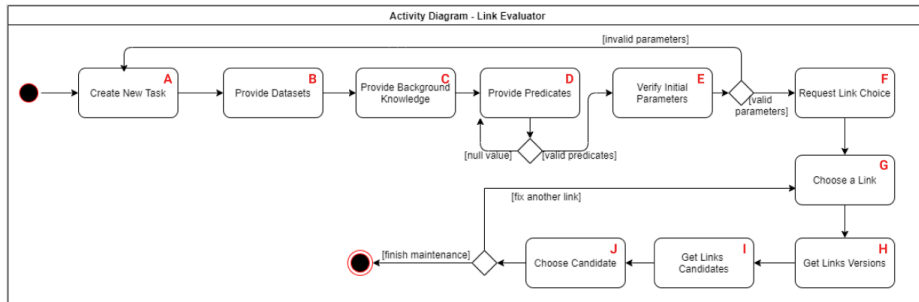 Activity Diagram - Link Evaluator
[invalid parameters]
A
Create New Task
B
Provide Datasets
C
Provide Background
Knowledge
D
Provide Predicates
E
Verify Initial
Parameters
F
Request Link Choice
[null value]
[valid predicates]
[valid
parameters]
G
Choose a Link
[fix another link]
H
Get Links Versions
I
Get Links
Candidates
J
Choose Candidate
[finish maintenance]